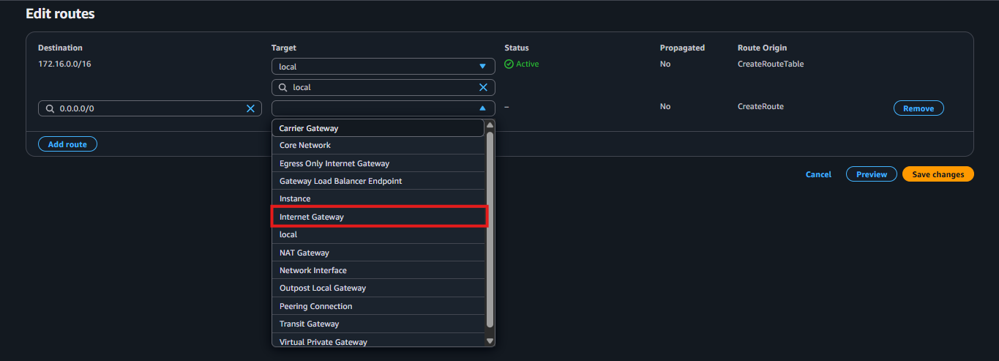 Edit routes
Destination Target Status Propagated Route Origin
172.16.0.0/16 local Active No CreateRouteTable
local
0.0.0.0/0 – No CreateRoute Remove
Carrier Gateway
Add route
Core Network
Egress Only Internet Gateway
Cancel Preview Save changes
Gateway Load Balancer Endpoint
Instance
Internet Gateway
local
NAT Gateway
Network Interface
Outpost Local Gateway
Peering Connection
Transit Gateway
Virtual Private Gateway